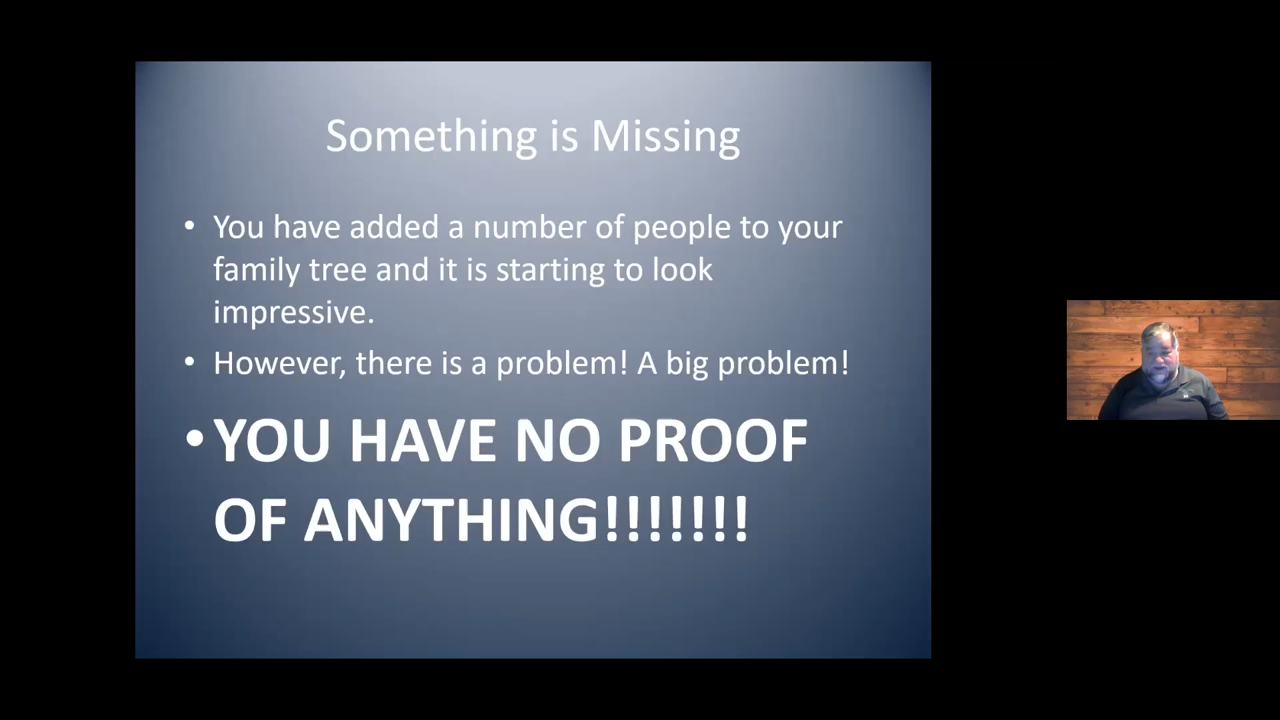 Something is Missing
• You have added a number of people to your
family tree and it is starting to look
impressive.
• However, there is a problem! A big problem!
• YOU HAVE NO PROOF
OF ANYTHING!!!!!!!